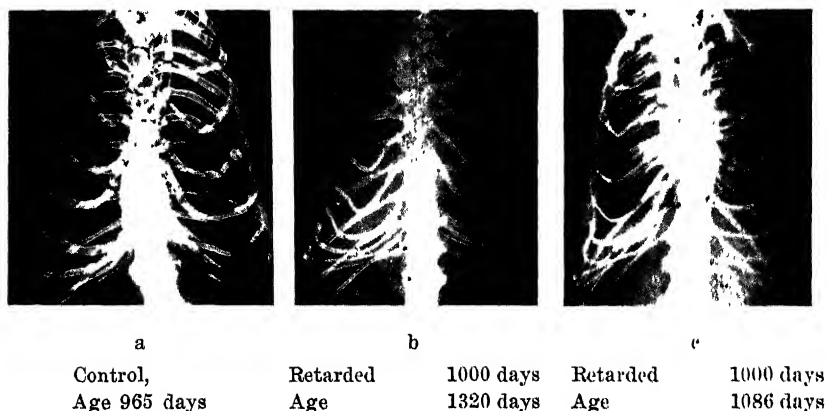 a
b
c
Control,
Age 965 days
Retarded 1000 days
Age 1320 days
Retarded 1000 days
Age 1086 days